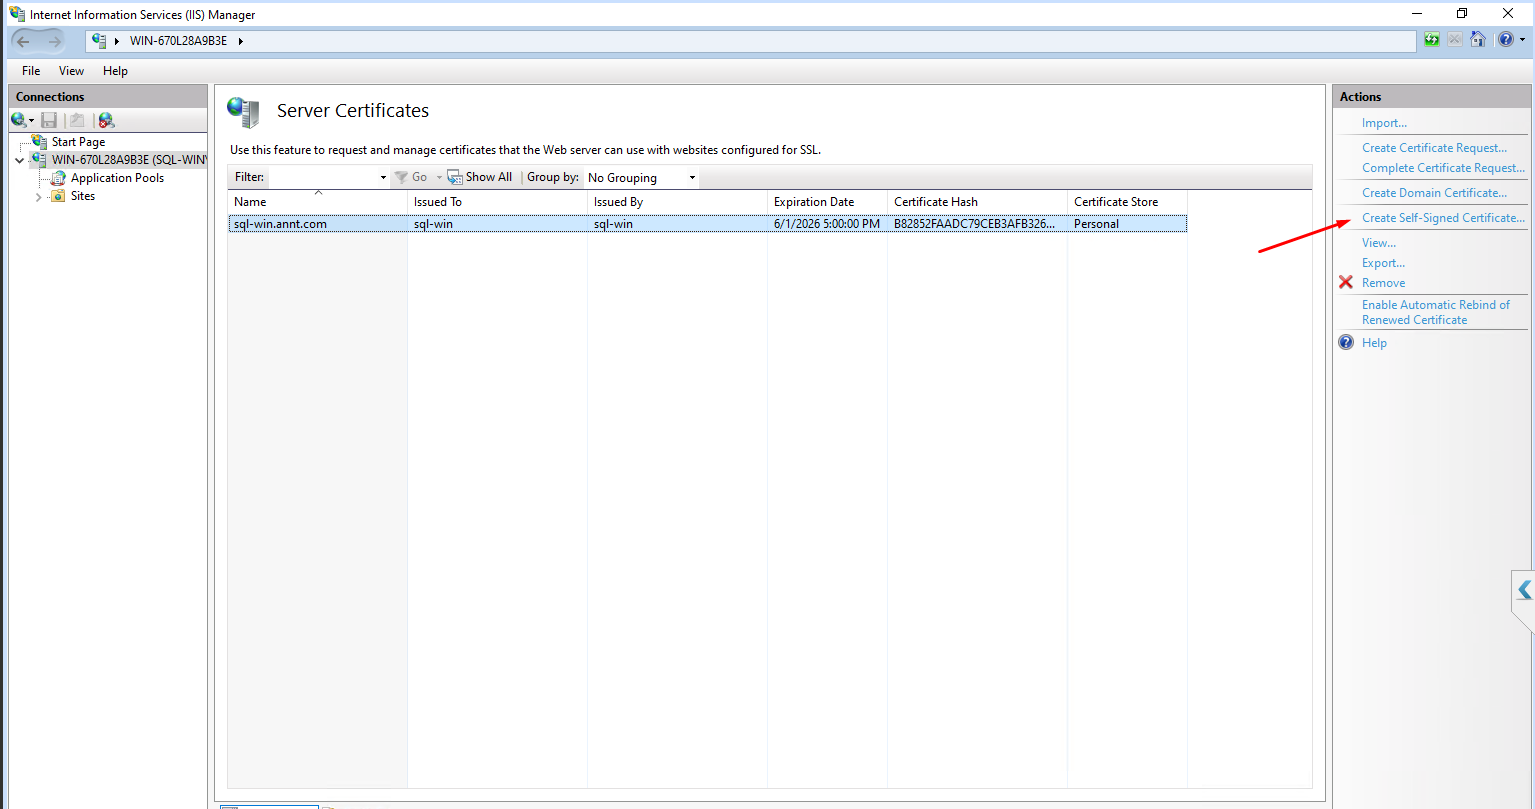 Internet Information Services (IIS) Manager
WIN-670L28A9B3E
File View Help
Connections
Start Page
WIN-670L28A9B3E (SQL-WIN\
Application Pools
Sites
Server Certificates
Use this feature to request and manage certificates that the Web server can use with websites configured for SSL.
Filter: Go Show All Group by: No Grouping
Name Issued To Issued By Expiration Date Certificate Hash Certificate Store
sql-win.annt.com sql-win sql-win 6/1/2026 5:00:00 PM B82852FAADC79CEB3AFB326... Personal
Actions
Import...
Create Certificate Request...
Complete Certificate Request...
Create Domain Certificate...
Create Self-Signed Certificate...
View...
Export...
Remove
Enable Automatic Rebind of
Renewed Certificate
Help